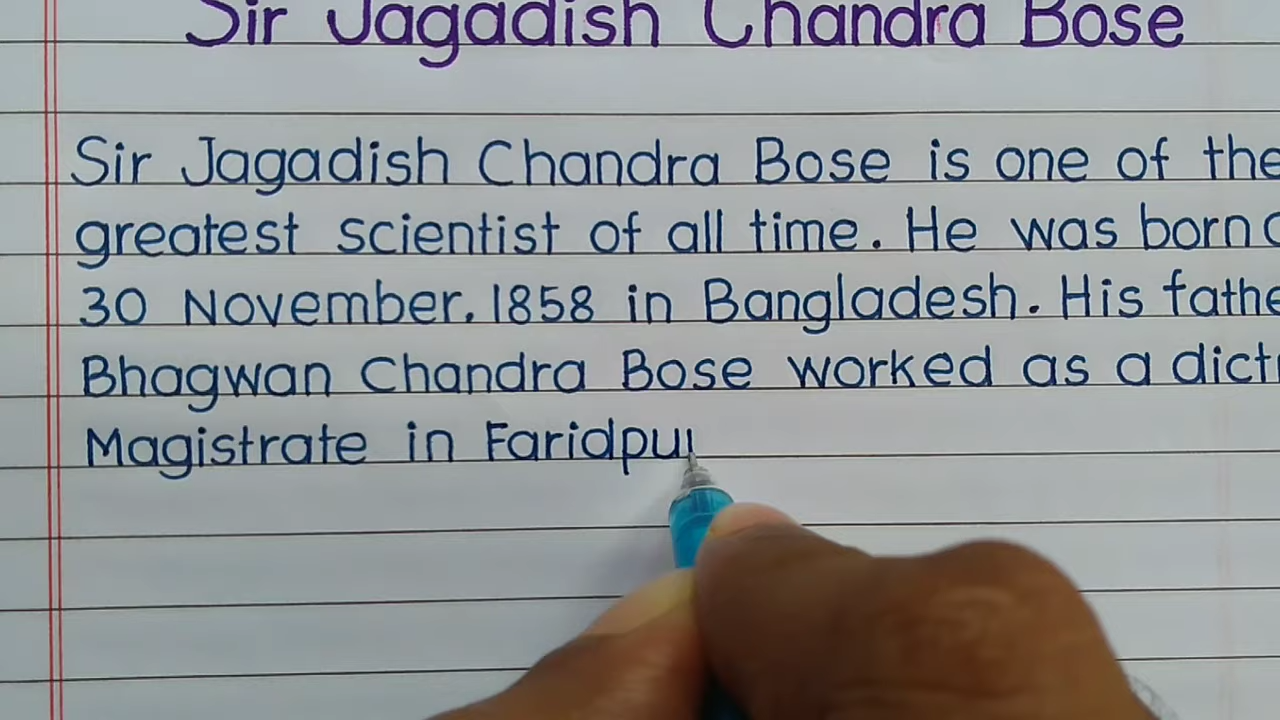 Sir Jagadish Chandra Bose
Sir Jagadish Chandra Bose is one of the
greatest scientist of all time. He was born
30 November. 1858 in Bangladesh. His fathe
Bhagwan Chandra Bose worked as a dict
Magistrate in Faridpu